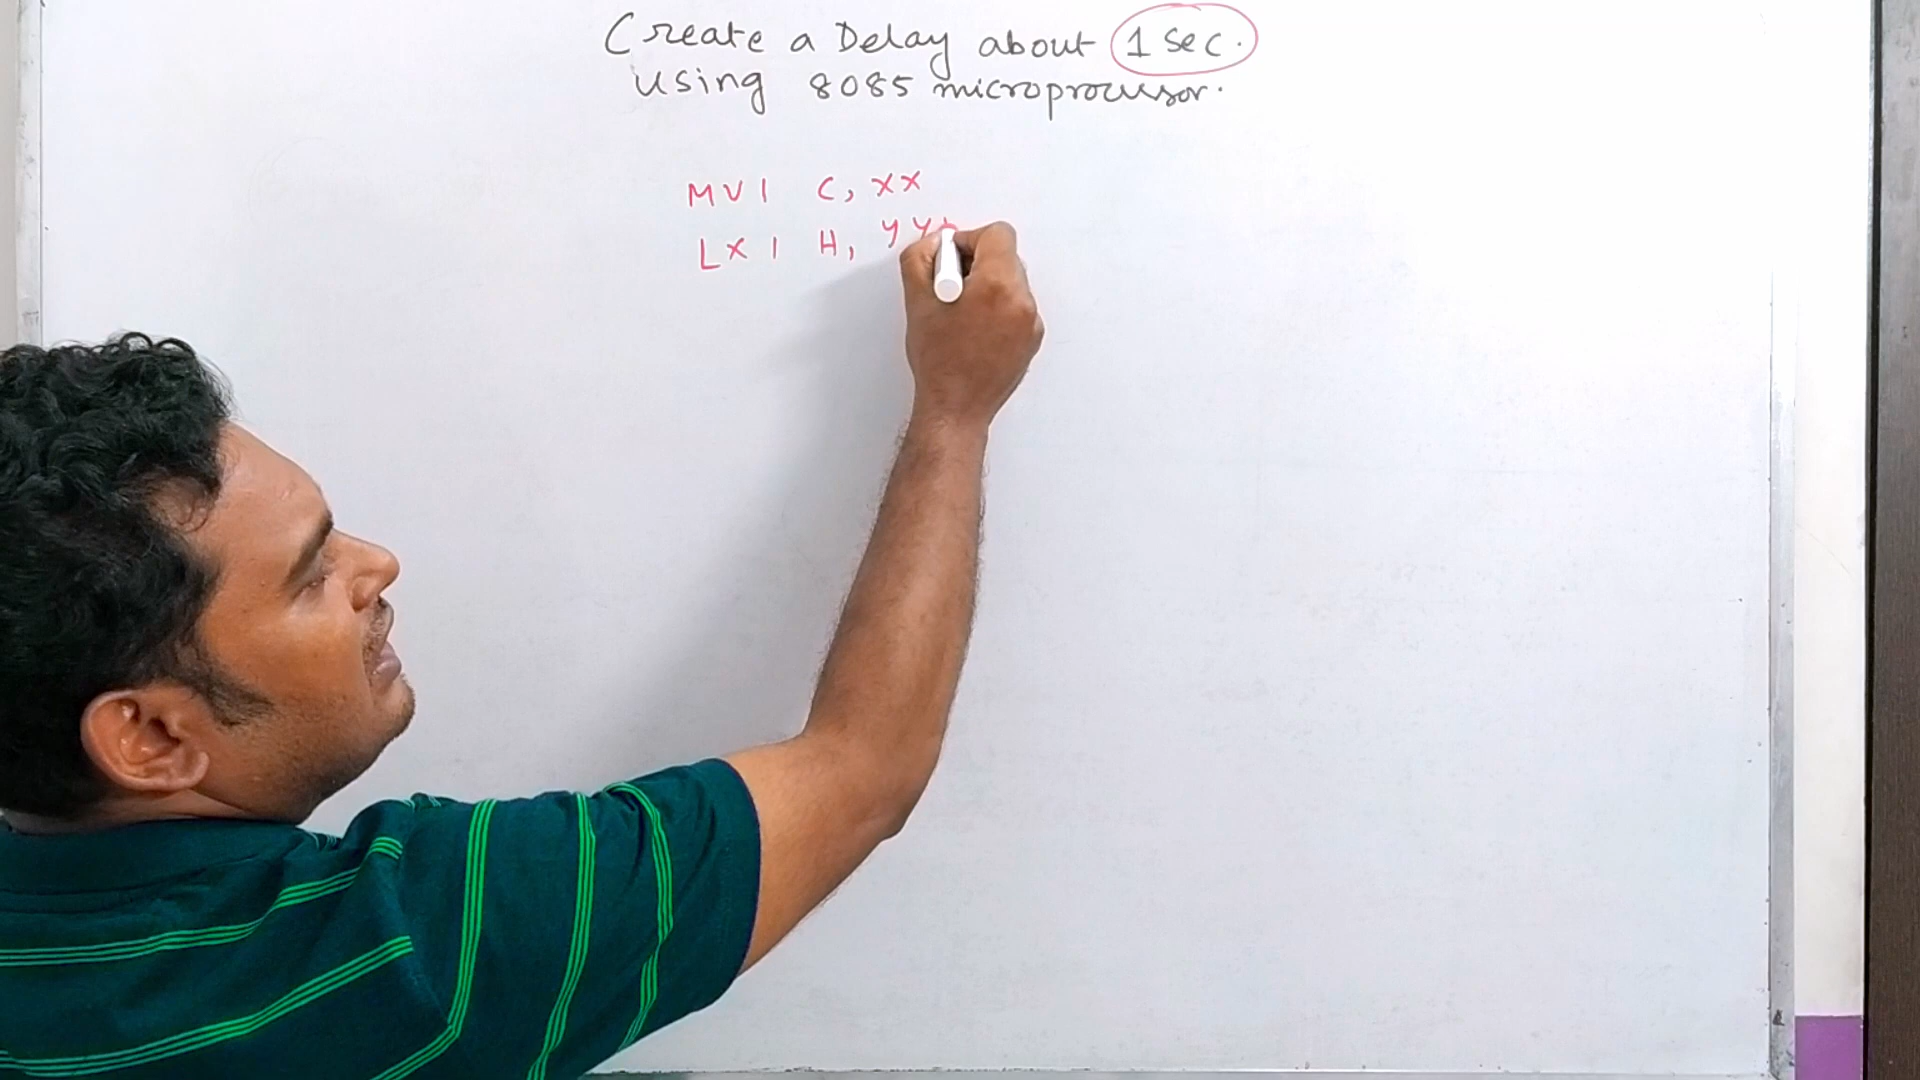 Create a Delay about 1 sec.
using 8085 microprocessor.
MVI C, XX
LXI H, YY